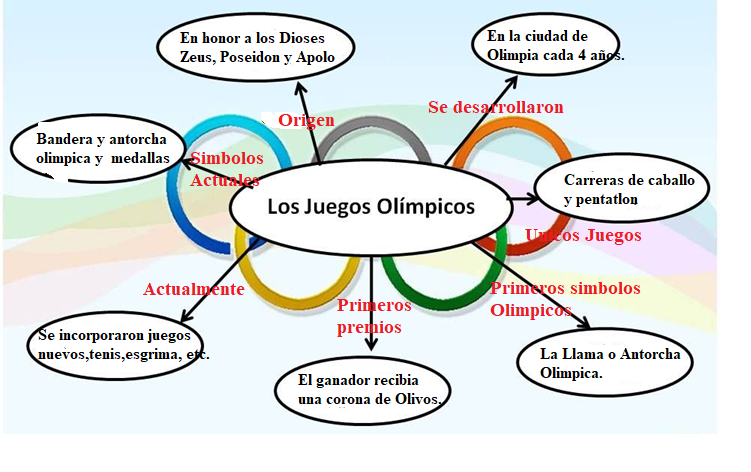 En honor a los Dioses
Zeus, Poseidon y Apolo
En la ciudad de
Olimpia cada 4 años.
Origen
Se desarrollaron
Bandera y antorcha
olimpica y medallas
Simbolos
Actuales
Los Juegos Olímpicos
Carreras de caballo
y pentatlon
Unicos Juegos
Actualmente
Primeros
premios
Primeros simbolos
Olimpicos
Se incorporaron juegos
nuevos,tenis,esgrima, etc.
El ganador recibia
una corona de Olivos.
La Llama o Antorcha
Olimpica.